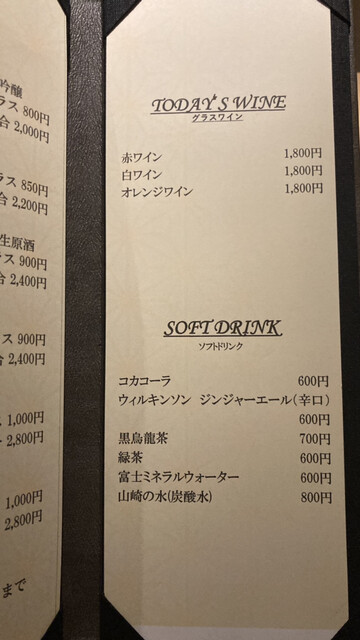 吟醸
ラス 800円
合 2,000円
ラス 850円
合 2,200円
生原酒
ラス 900円
合 2,400円
ス 900円
合 2,400円
1,000円
2,800円
1,000円
2,800円
まで
TODAY'S WINE
グラスワイン
赤ワイン 1,800円
白ワイン 1,800円
オレンジワイン 1,800円
SOFT DRINK
ソフトドリンク
コカコーラ 600円
ウィルキンソン ジンジャーエール(辛口)
600円
黒烏龍茶 700円
緑茶 600円
富士ミネラルウォーター 600円
山崎の水(炭酸水) 800円